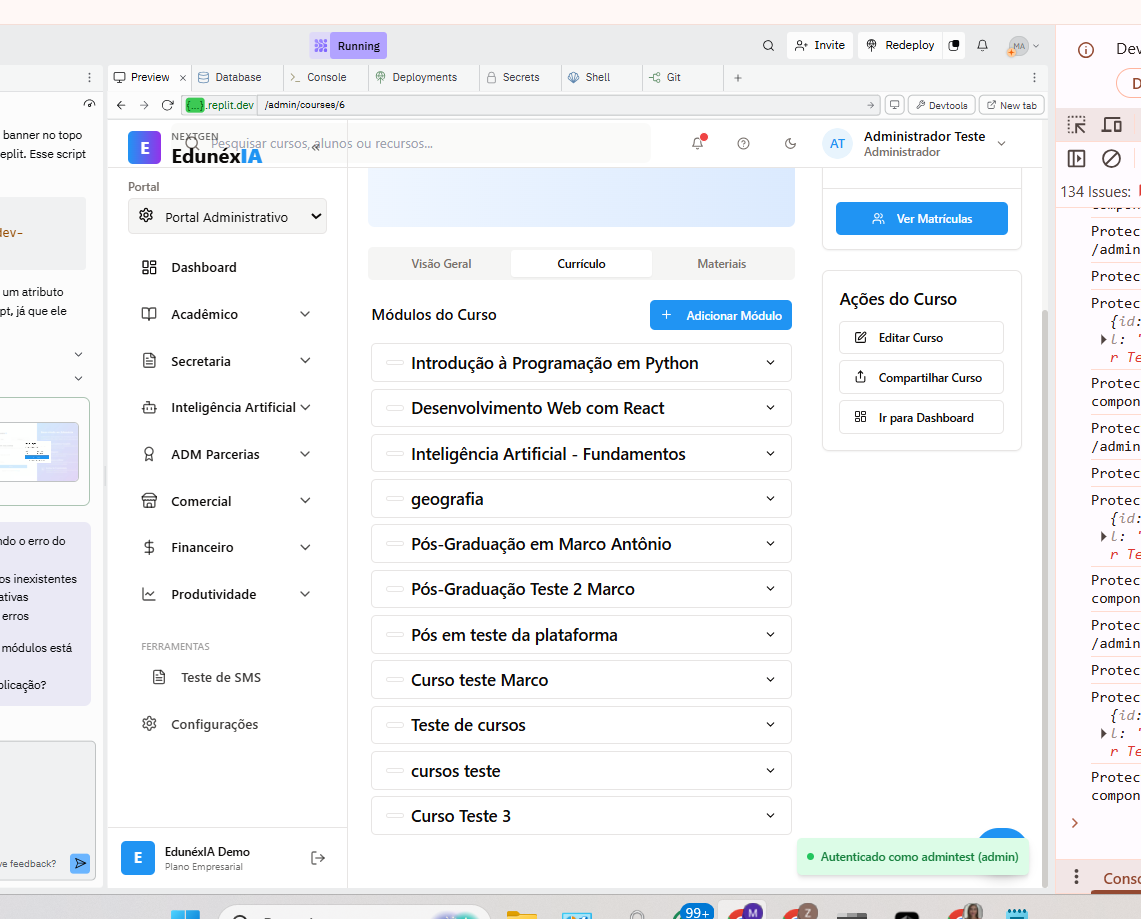 Running
Invite
Redeploy
MA
Preview
Database
Console
Deployments
Secrets
Shell
Git
{...}.replit.dev /admin/courses/6
Devtools
New tab
banner no topo
eplit. Esse script
dev-
um atributo
pt, já que ele
ndo o erro do
os inexistentes
ativas
erros
módulos está
plicação?
ve feedback?
E
NEXTGEN
EdunéxIA
Pesquisar cursos, alunos ou recursos...
AT
Administrador Teste
Administrador
Portal
Portal Administrativo
Dashboard
Acadêmico
Secretaria
Inteligência Artificial
ADM Parcerias
Comercial
Financeiro
Produtividade
FERRAMENTAS
Teste de SMS
Configurações
E
EdunéxIA Demo
Plano Empresarial
Visão Geral
Currículo
Materiais
Módulos do Curso
+ Adicionar Módulo
Introdução à Programação em Python
Desenvolvimento Web com React
Inteligência Artificial - Fundamentos
geografia
Pós-Graduação em Marco Antônio
Pós-Graduação Teste 2 Marco
Pós em teste da plataforma
Curso teste Marco
Teste de cursos
cursos teste
Curso Teste 3
Ver Matrículas
Ações do Curso
Editar Curso
Compartilhar Curso
Ir para Dashboard
Autenticado como admintest (admin)
Dev
D
134 Issues:
Protec
/admin
Protec
Protec
{id:
l: "
r Te
Protec
compon
Protec
/admin
Protec
Protec
{id:
l: "
r Te
Protec
compon
Protec
/admin
Protec
Protec
{id:
l: "
r Te
Protec
compon
Conso
99+
M
Z